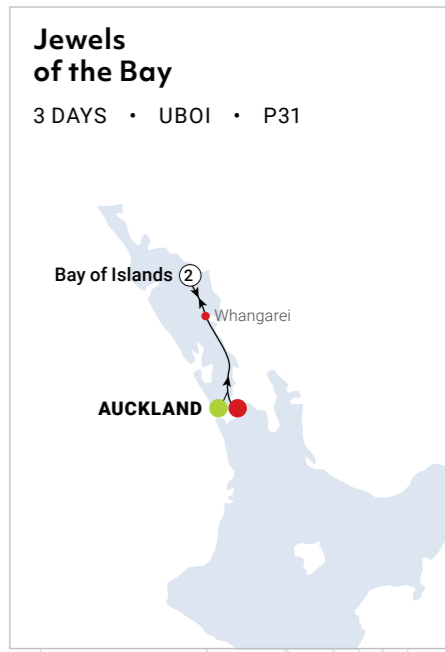 Jewels
of the Bay
3 DAYS • UBOI • P31
Bay of Islands 2
Whangarei
AUCKLAND